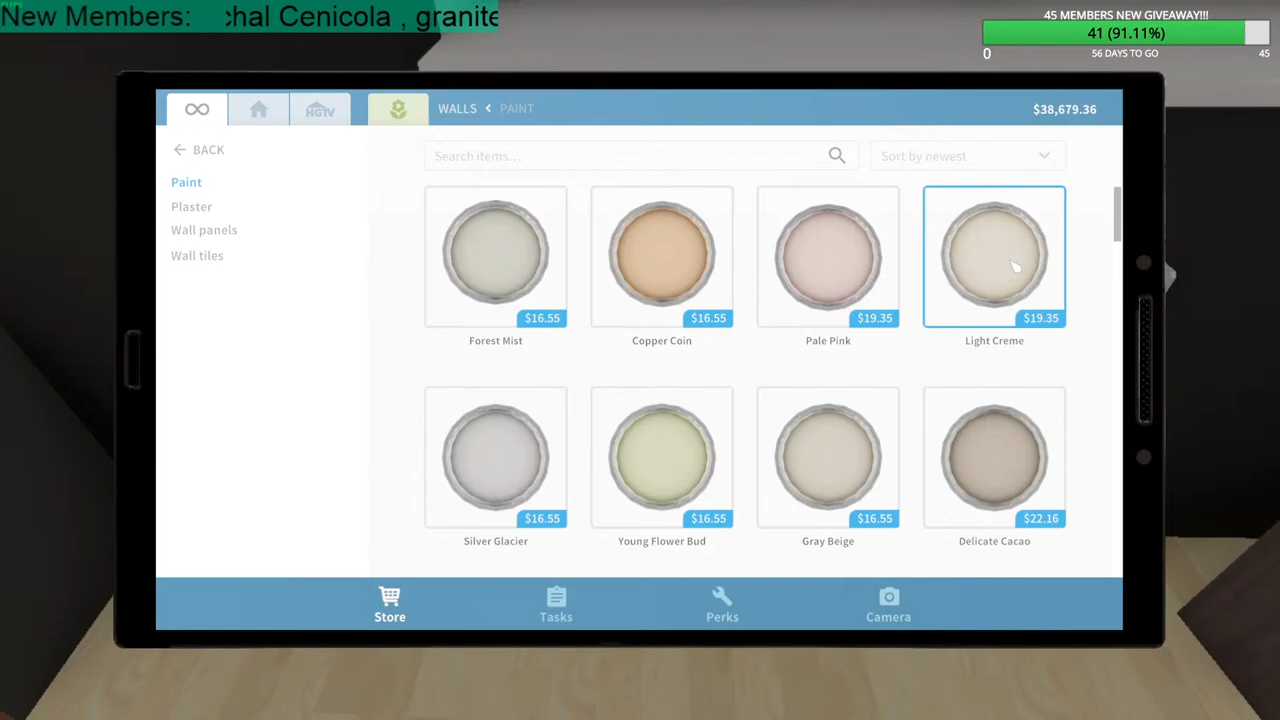 New Members: chal Cenicola , granite
45 MEMBERS NEW GIVEAWAY!!!
41 (91.11%)
0
56 DAYS TO GO
45
HGTV
WALLS < PAINT
$38,679.36
BACK
Search items...
Sort by newest
Paint
Plaster
Wall panels
Wall tiles
$16.55
$16.55
$19.35
$19.35
Forest Mist
Copper Coin
Pale Pink
Light Creme
$16.55
$16.55
$16.55
$22.16
Silver Glacier
Young Flower Bud
Gray Beige
Delicate Cacao
Store
Tasks
Perks
Camera